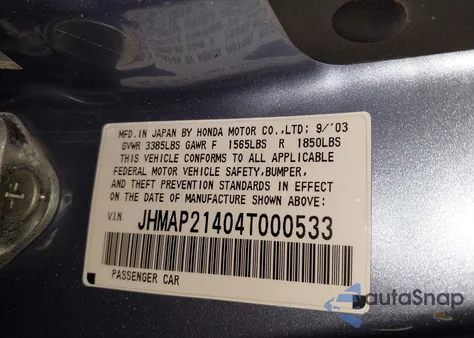 MFD.IN JAPAN BY HONDA MOTOR CO.,LTD; 9/'03
GVWR 3385LBS GAWR F 1565LBS R 1850LBS
THIS VEHICLE CONFORMS TO ALL APPLICABLE
FEDERAL MOTOR VEHICLE SAFETY,BUMPER,
AND THEFT PREVENTION STANDARDS IN EFFECT
ON THE DATE OF MANUFACTURE SHOWN ABOVE:
V.I.N. JHMAP21404T000533
PASSENGER CAR
autaSnap